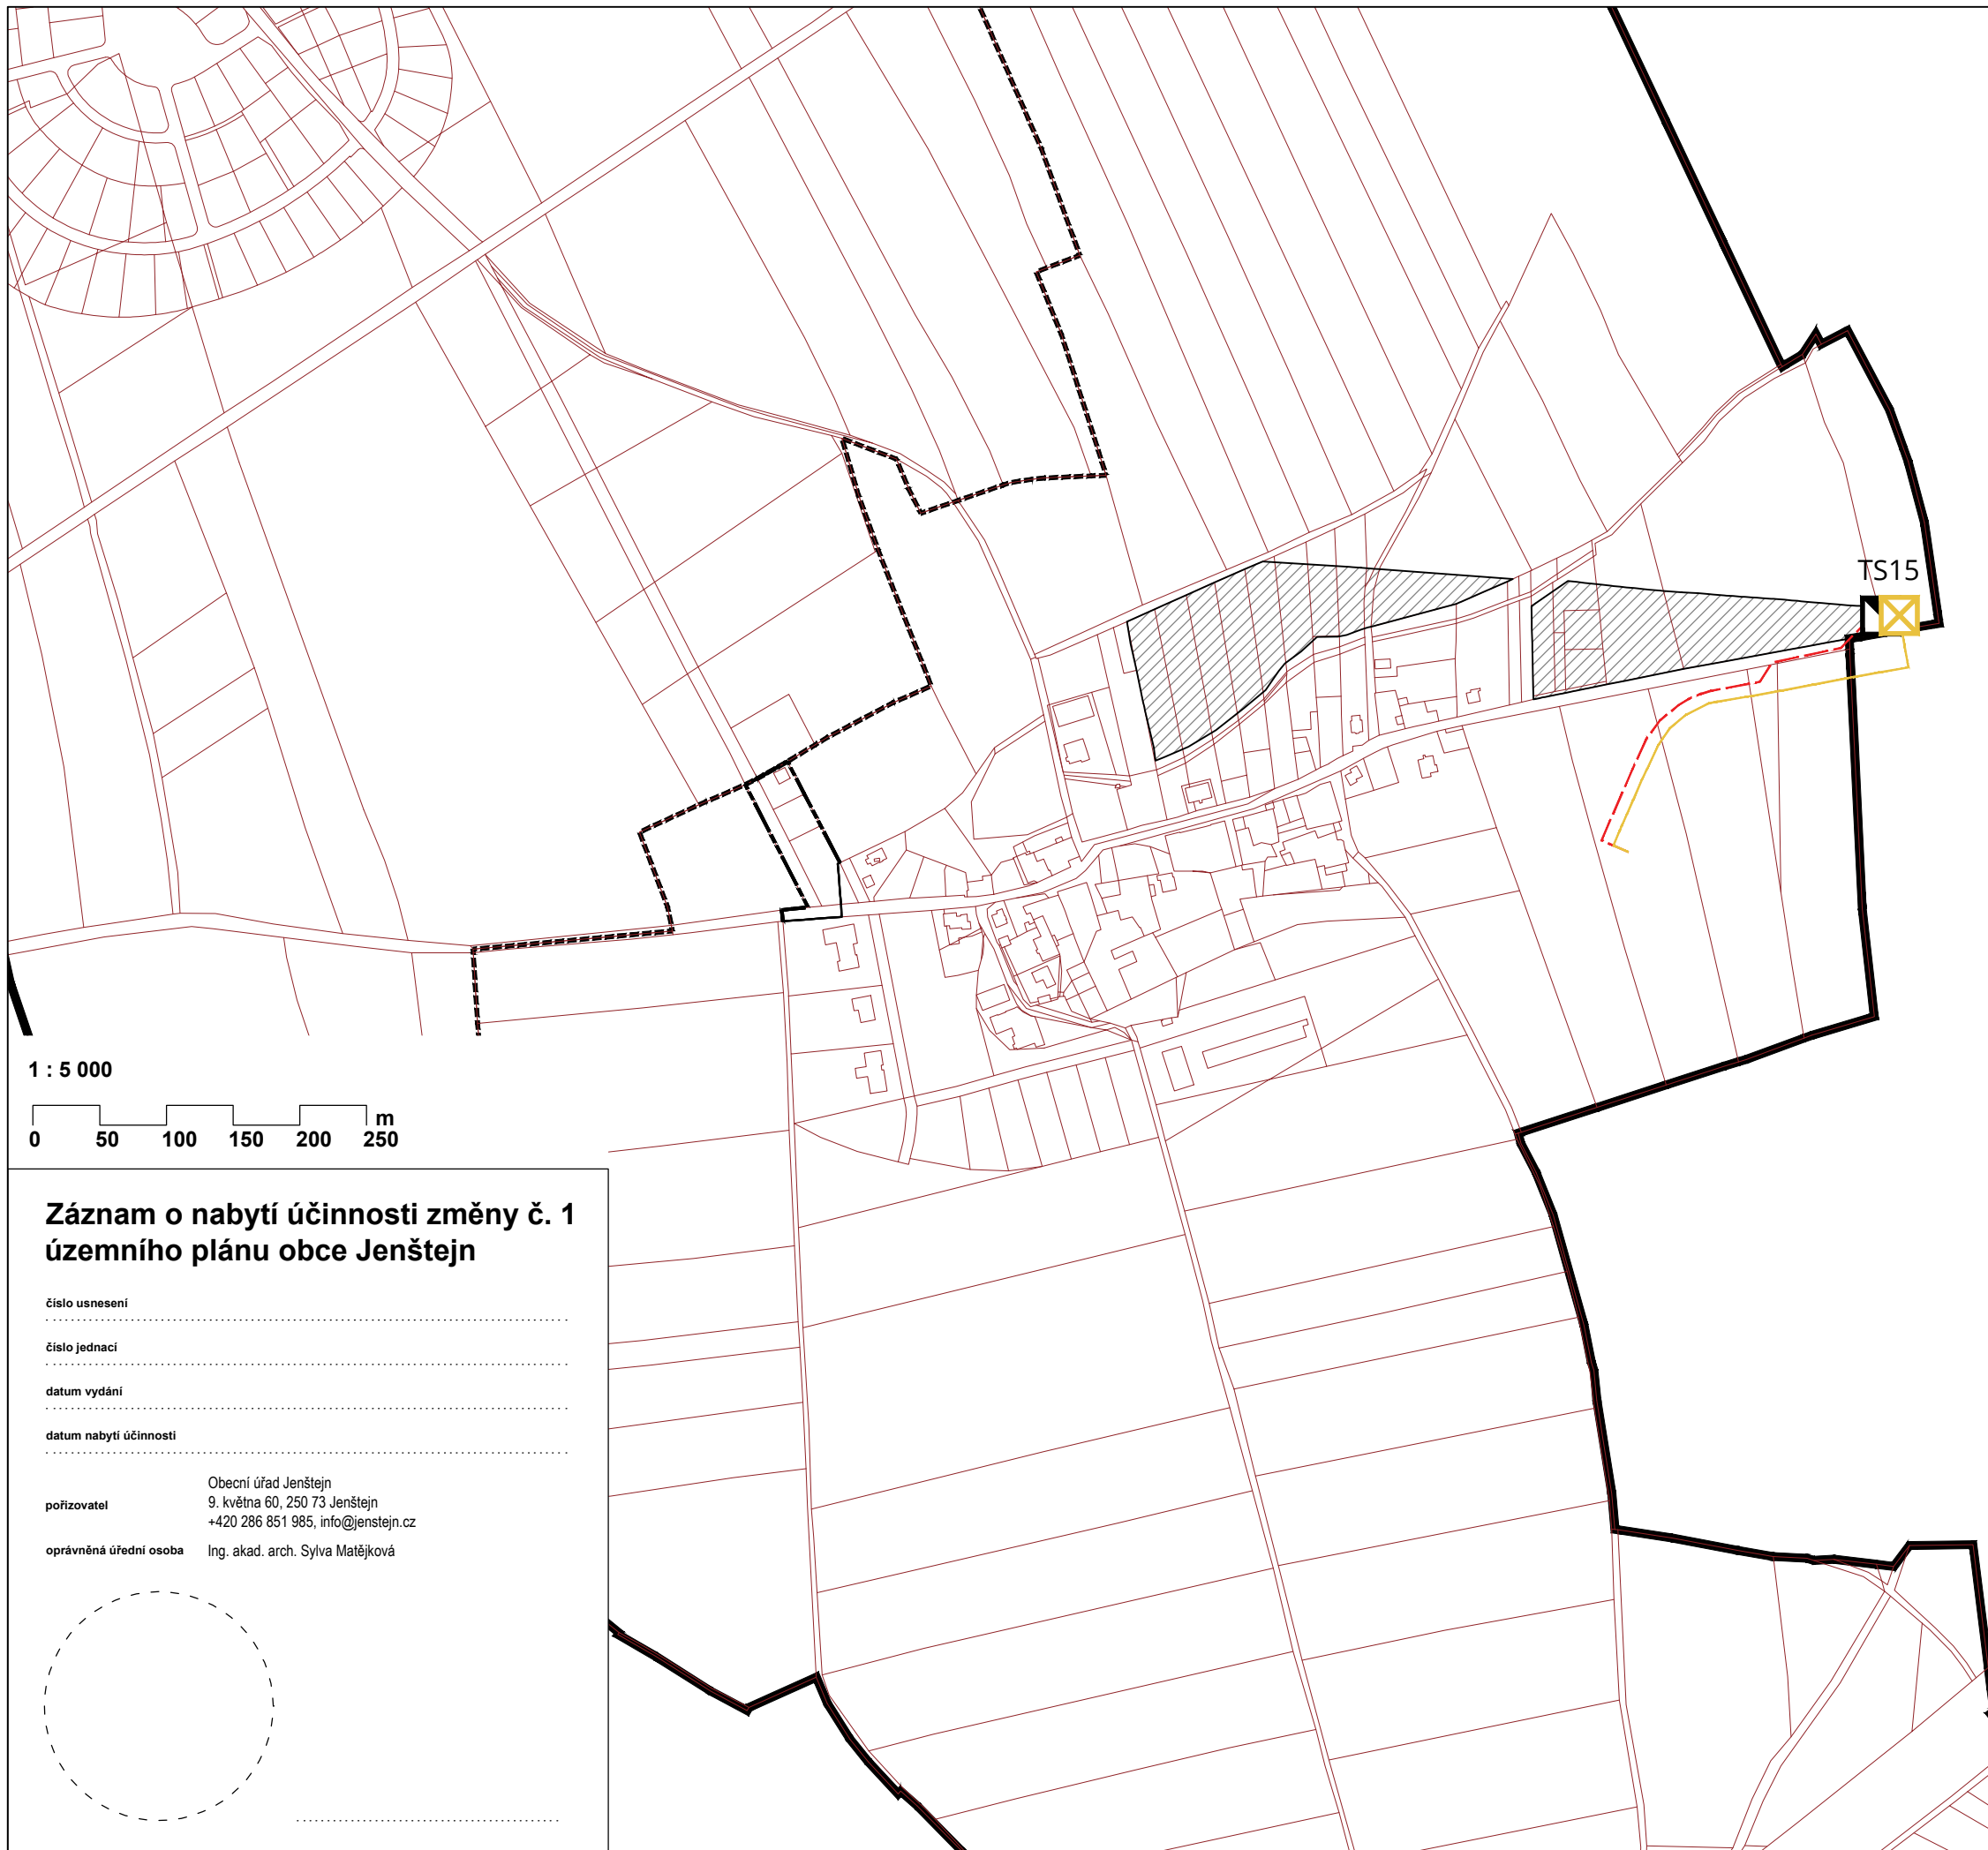 TS15
1 : 5 000
m
0 50 100 150 200 250
Záznam o nabytí účinnosti změny č. 1
územního plánu obce Jenštejn
číslo usnesení
číslo jednací
datum vydání
datum nabytí účinnosti
Obecní úřad Jenštejn
pořizovatel 9. května 60, 250 73 Jenštejn
+420 286 851 985, info@jenstejn.cz
oprávněná úřední osoba Ing. akad. arch. Sylva Matějková